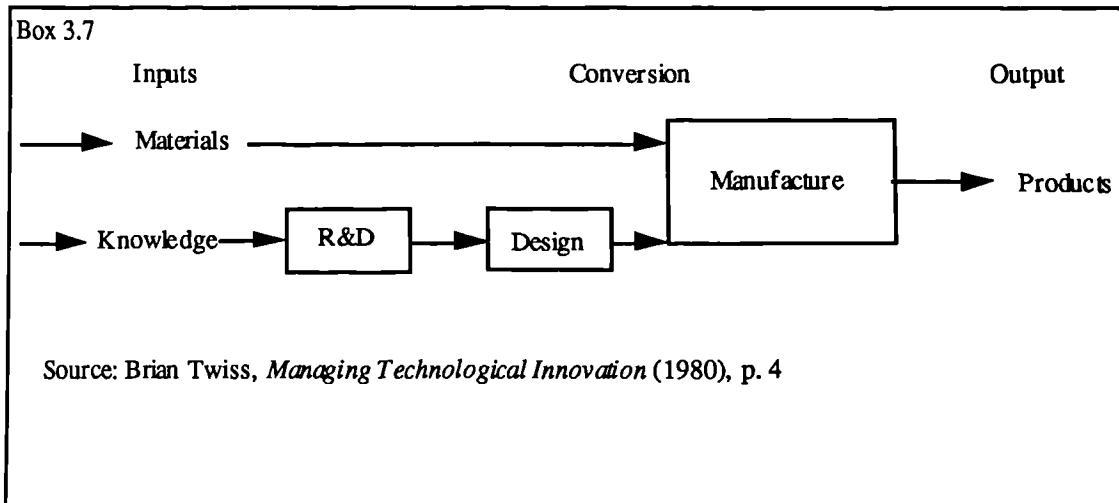 Box 3.7
Inputs Conversion Output
Materials
Manufacture
Products
Knowledge
R&D
Design
Source: Brian Twiss, Managing Technological Innovation (1980), p. 4